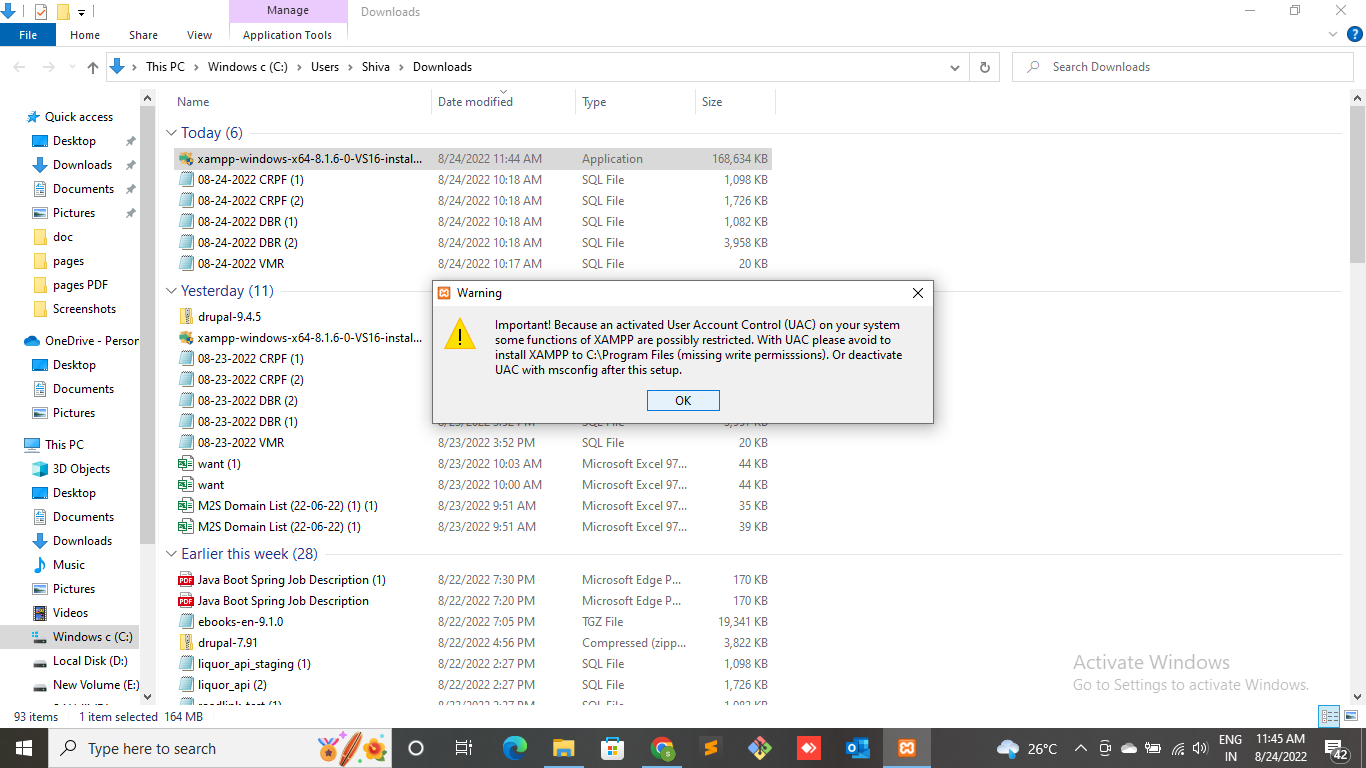 Manage
Downloads
File
Home
Share
View
Application Tools
This PC
Windows c (C:)
Users
Shiva
Downloads
Search Downloads
Name
Date modified
Type
Size
Quick access
Desktop
Downloads
Documents
Pictures
doc
pages
pages PDF
Screenshots
OneDrive - Person
Desktop
Documents
Pictures
This PC
3D Objects
Desktop
Documents
Downloads
Music
Pictures
Videos
Windows c (C:)
Local Disk (D:)
New Volume (E:)
Today (6)
xampp-windows-x64-8.1.6-0-VS16-instal... 8/24/2022 11:44 AM Application 168,634 KB
08-24-2022 CRPF (1) 8/24/2022 10:18 AM SQL File 1,098 KB
08-24-2022 CRPF (2) 8/24/2022 10:18 AM SQL File 1,726 KB
08-24-2022 DBR (1) 8/24/2022 10:18 AM SQL File 1,082 KB
08-24-2022 DBR (2) 8/24/2022 10:18 AM SQL File 3,958 KB
08-24-2022 VMR 8/24/2022 10:17 AM SQL File 20 KB
Yesterday (11)
drupal-9.4.5
xampp-windows-x64-8.1.6-0-VS16-instal...
08-23-2022 CRPF (1)
08-23-2022 CRPF (2)
08-23-2022 DBR (2)
08-23-2022 DBR (1)
08-23-2022 VMR 8/23/2022 3:52 PM SQL File 20 KB
want (1) 8/23/2022 10:03 AM Microsoft Excel 97... 44 KB
want 8/23/2022 10:00 AM Microsoft Excel 97... 44 KB
M2S Domain List (22-06-22) (1) (1) 8/23/2022 9:51 AM Microsoft Excel 97... 35 KB
M2S Domain List (22-06-22) (1) 8/23/2022 9:51 AM Microsoft Excel 97... 39 KB
Earlier this week (28)
Java Boot Spring Job Description (1) 8/22/2022 7:30 PM Microsoft Edge P... 170 KB
Java Boot Spring Job Description 8/22/2022 7:20 PM Microsoft Edge P... 170 KB
ebooks-en-9.1.0 8/22/2022 7:05 PM TGZ File 19,341 KB
drupal-7.91 8/22/2022 4:56 PM Compressed (zipp... 3,822 KB
liquor_api_staging (1) 8/22/2022 2:27 PM SQL File 1,098 KB
liquor_api (2) 8/22/2022 2:27 PM SQL File 1,726 KB
Warning
Important! Because an activated User Account Control (UAC) on your system
some functions of XAMPP are possibly restricted. With UAC please avoid to
install XAMPP to C:\Program Files (missing write permisssions). Or deactivate
UAC with msconfig after this setup.
OK
Activate Windows
Go to Settings to activate Windows.
93 items
1 item selected 164 MB
Type here to search
26°C
ENG
IN
11:45 AM
8/24/2022
42